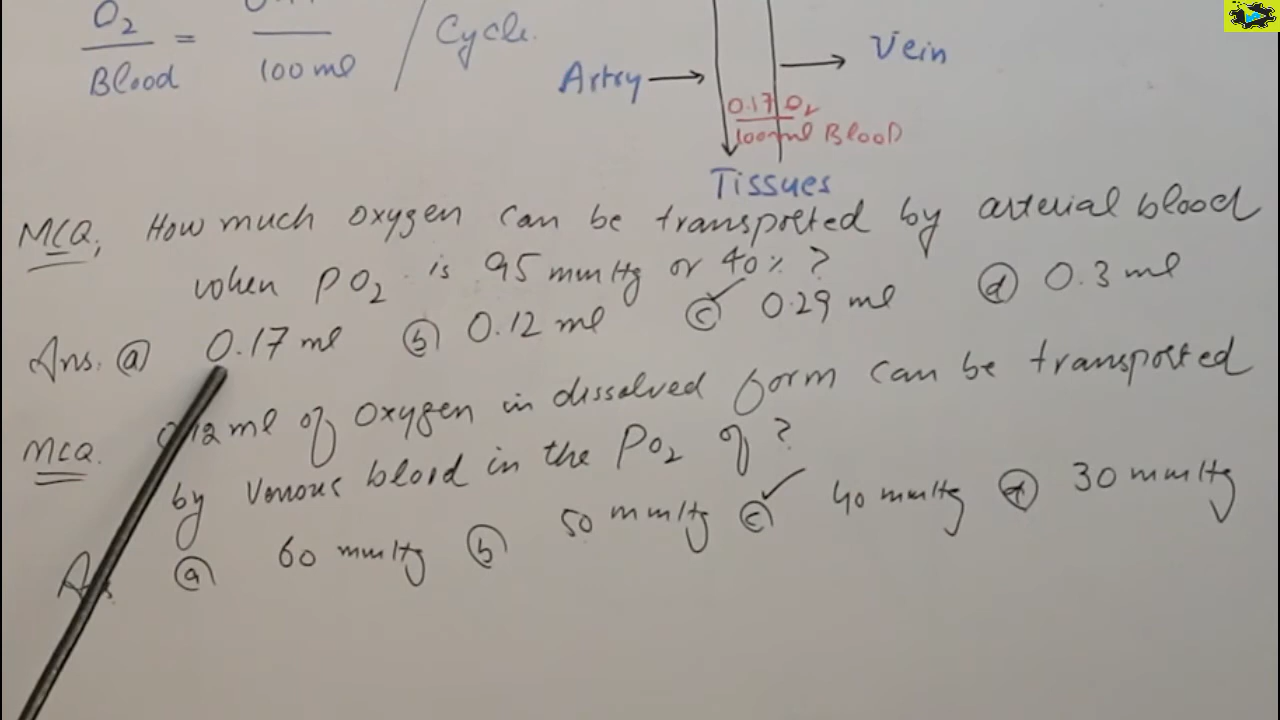 O2 / Cycle.
Blood = 100 ml
Artry → → Vein
0.17 O2
100 ml Blood
Tissues
MCQ; How much oxygen can be transported by arterial blood
when PO2 is 95 mmHg or 40% ?
Ans. (a) 0.17 ml (b) 0.12 ml (c) 0.29 ml (d) 0.3 ml
MCQ. 0.12 ml of oxygen in dissolved form can be transported
by Venous blood in the PO2 of ?
(a) 60 mmHg (b) 50 mmHg (c) 40 mmHg (d) 30 mmHg